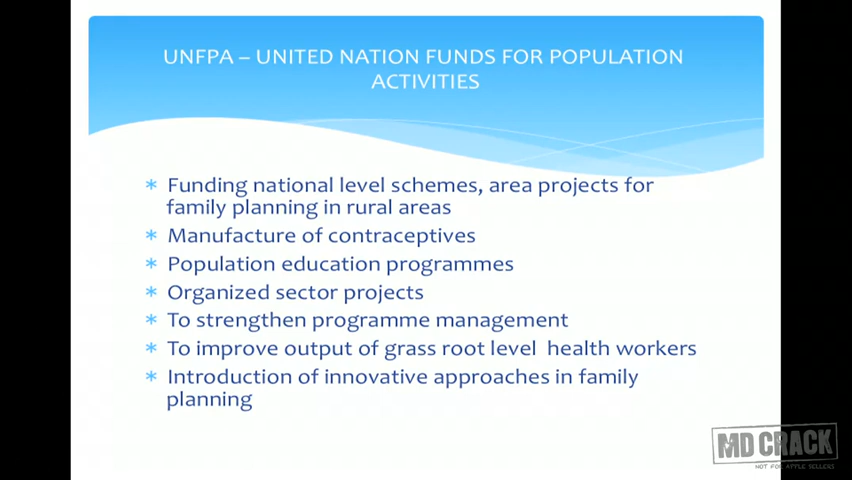 UNFPA – UNITED NATION FUNDS FOR POPULATION
ACTIVITIES
* Funding national level schemes, area projects for
family planning in rural areas
* Manufacture of contraceptives
* Population education programmes
* Organized sector projects
* To strengthen programme management
* To improve output of grass root level health workers
* Introduction of innovative approaches in family
planning
MD CRACK
NOT FOR APPLE SELLERS